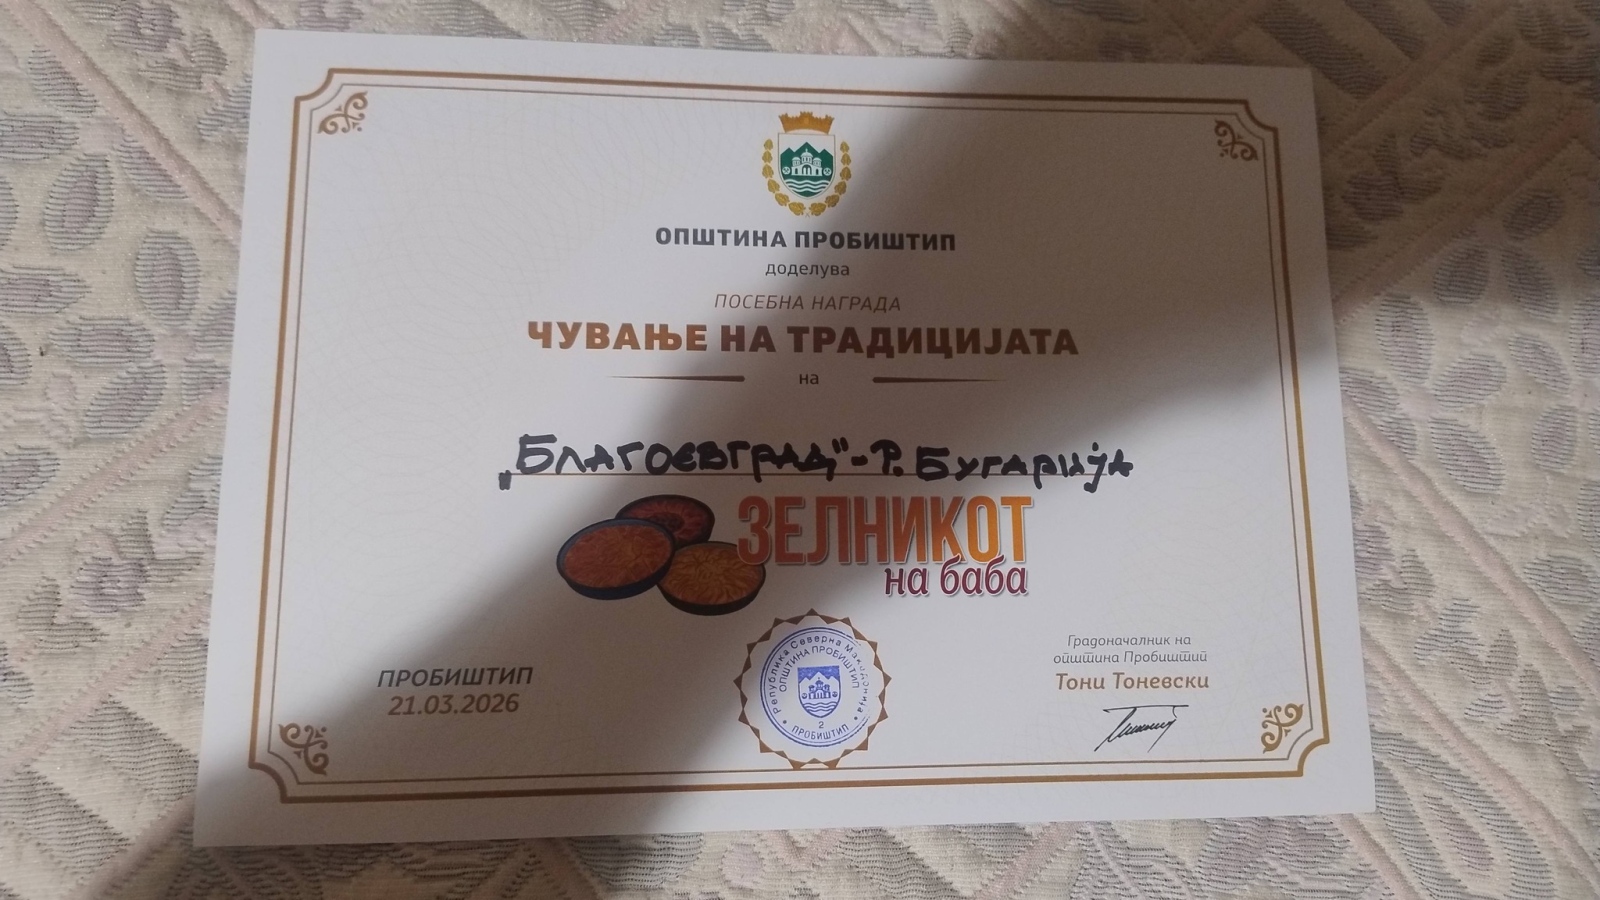 ОПШТИНА ПРОБИШТИП
доделува
ПОСЕБНА НАГРАДА
ЧУВАЊЕ НА ТРАДИЦИЈАТА
на
„БЛАГОЕВГРАД"-Р. БУГАРИЈА
ЗЕЛНИКОТ
на баба
ПРОБИШТИП
21.03.2026
Република Северна Македонија
ОПШТИНА ПРОБИШТИП
2
ПРОБИШТИП
Градоначалник на
општина Пробиштип
Тони Тоневски